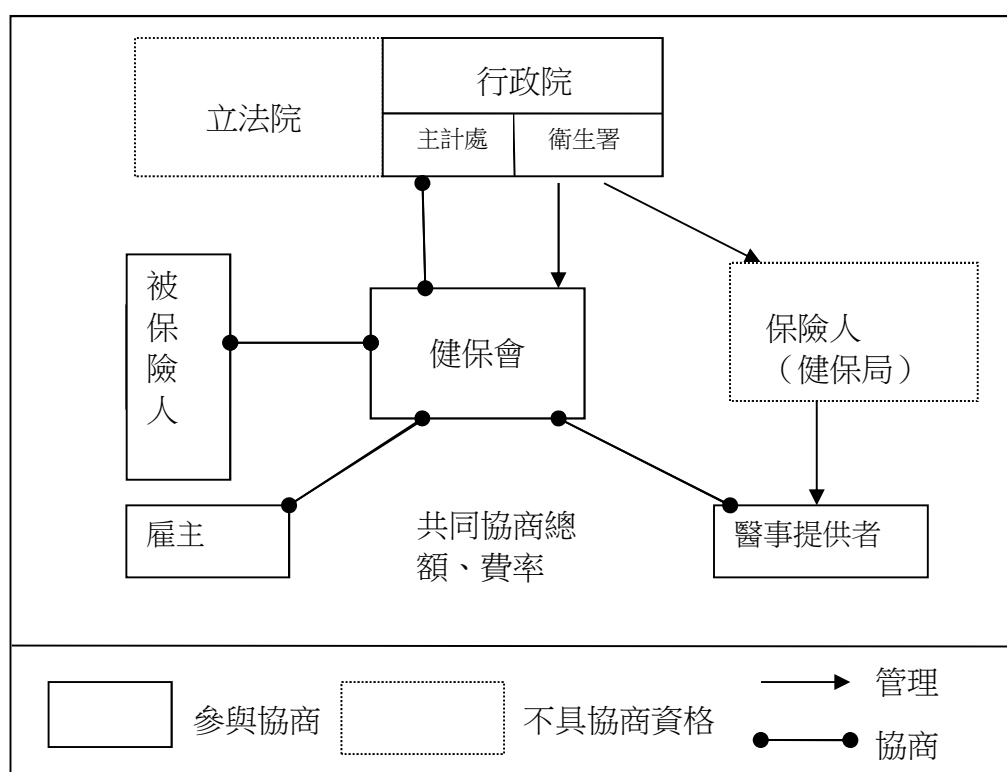 立法院
行政院
主計處
衛生署
被
保
險
人
健保會
保險人
（健保局）
雇主
共同協商總
額、費率
醫事提供者
參與協商
不具協商資格
管理
協商